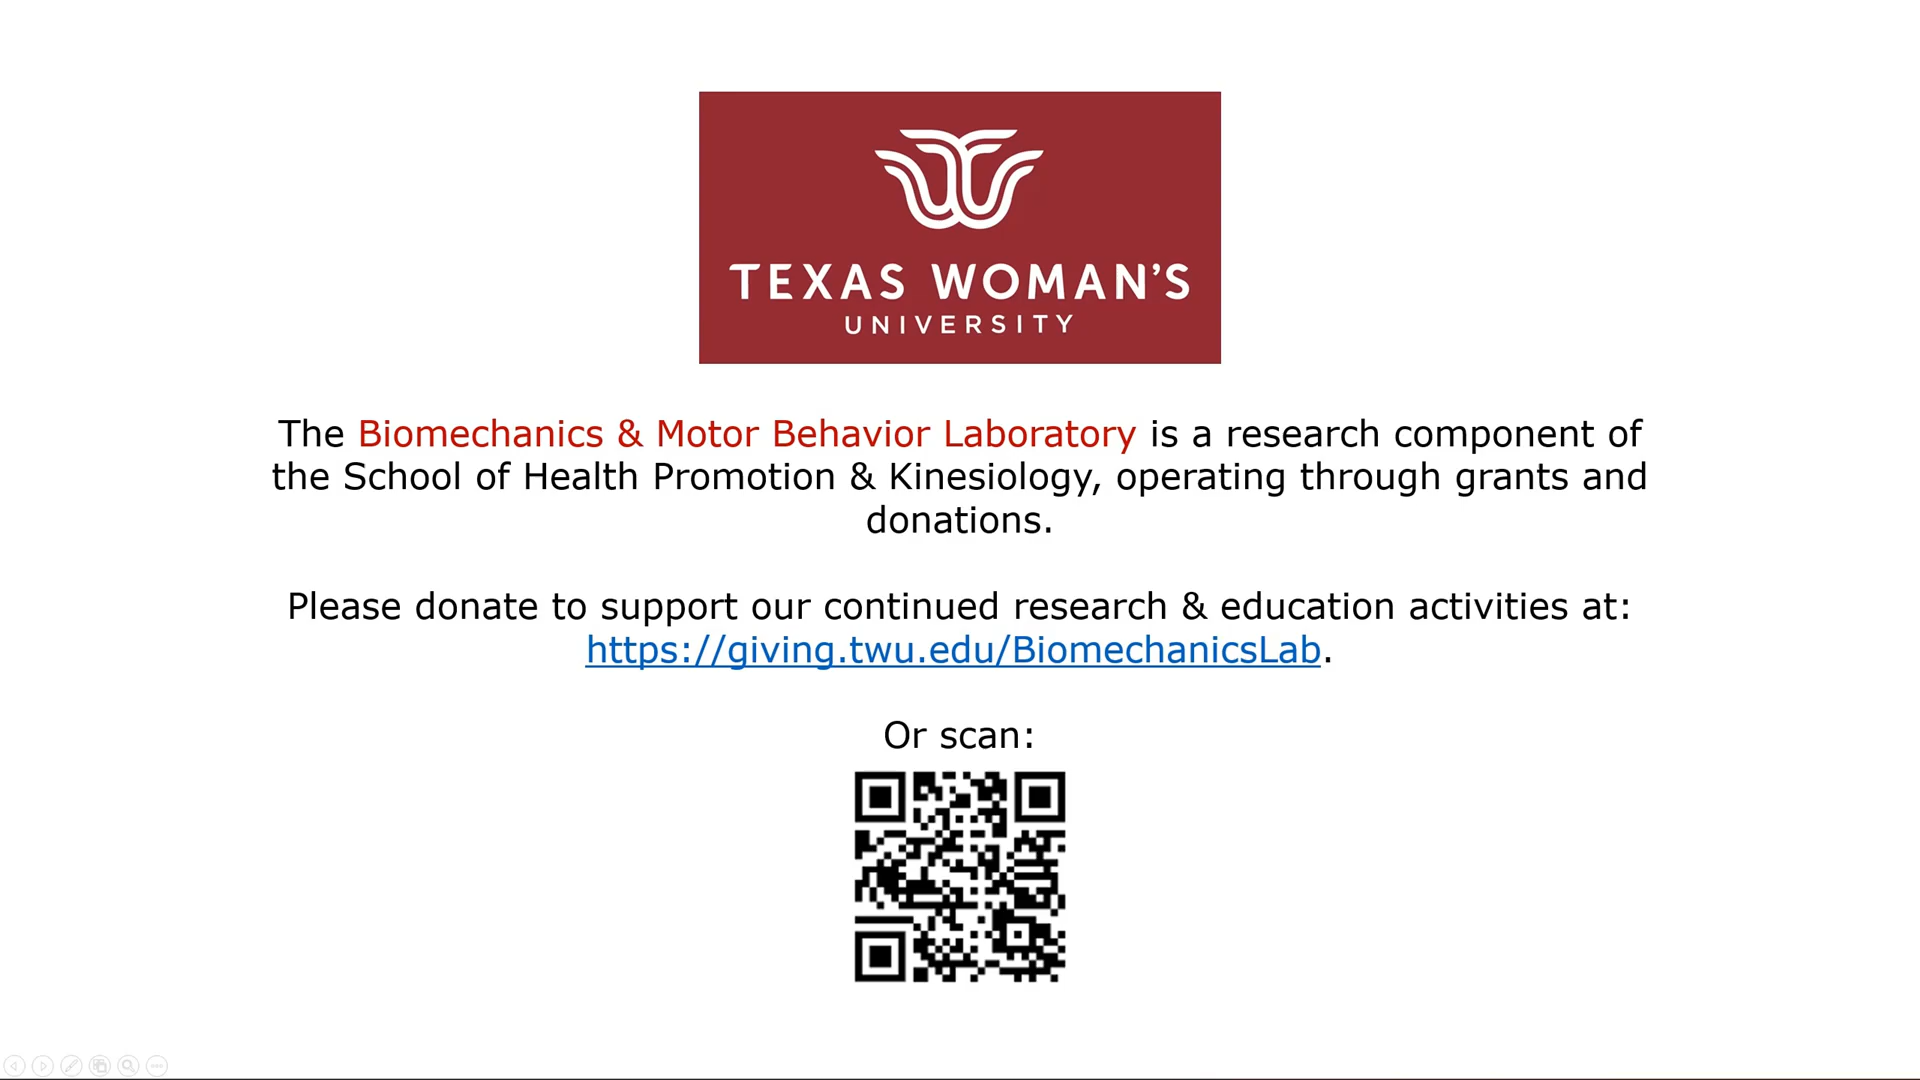 TEXAS WOMAN'S
UNIVERSITY
The Biomechanics & Motor Behavior Laboratory is a research component of
the School of Health Promotion & Kinesiology, operating through grants and
donations.
Please donate to support our continued research & education activities at:
https://giving.twu.edu/BiomechanicsLab.
Or scan: